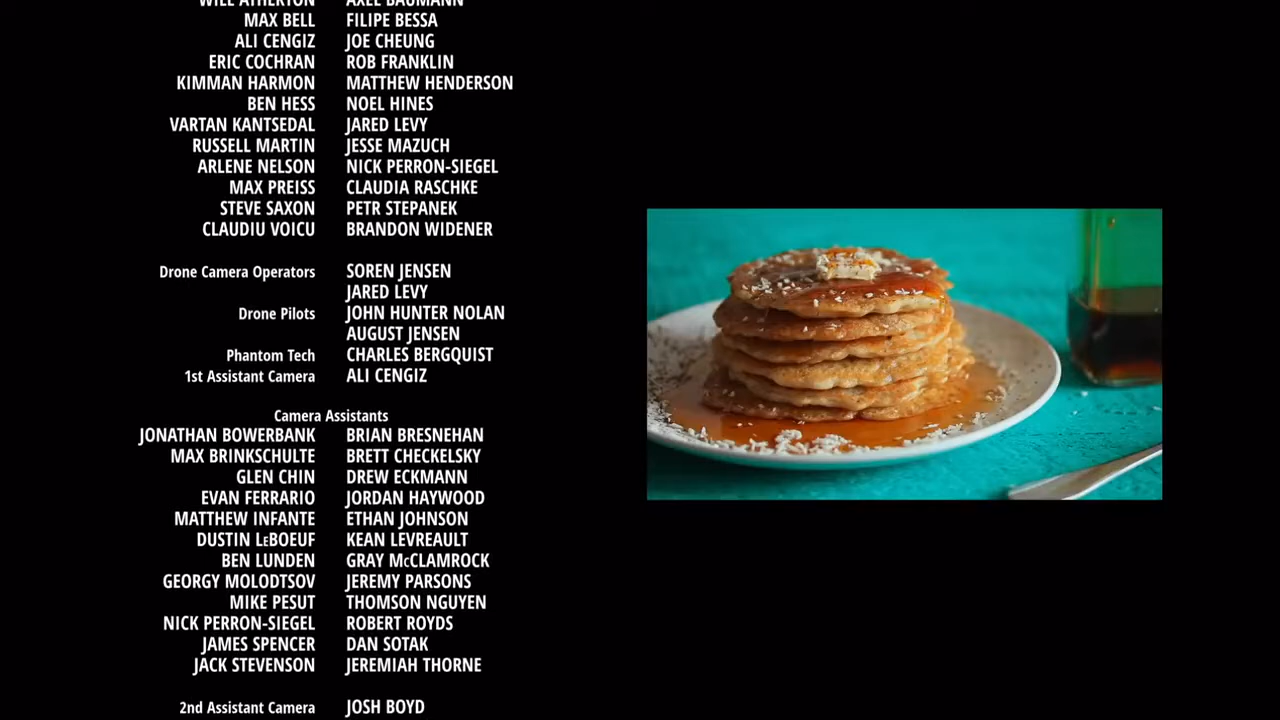 WILL ATHERTON AXEL BAUMANN
MAX BELL FILIPE BESSA
ALI CENGIZ JOE CHEUNG
ERIC COCHRAN ROB FRANKLIN
KIMMAN HARMON MATTHEW HENDERSON
BEN HESS NOEL HINES
VARTAN KANTSEDAL JARED LEVY
RUSSELL MARTIN JESSE MAZUCH
ARLENE NELSON NICK PERRON-SIEGEL
MAX PREISS CLAUDIA RASCHKE
STEVE SAXON PETR STEPANEK
CLAUDIU VOICU BRANDON WIDENER
Drone Camera Operators SOREN JENSEN
JARED LEVY
Drone Pilots JOHN HUNTER NOLAN
AUGUST JENSEN
Phantom Tech CHARLES BERGQUIST
1st Assistant Camera ALI CENGIZ
Camera Assistants
JONATHAN BOWERBANK BRIAN BRESNEHAN
MAX BRINKSCHULTE BRETT CHECKELSKY
GLEN CHIN DREW ECKMANN
EVAN FERRARIO JORDAN HAYWOOD
MATTHEW INFANTE ETHAN JOHNSON
DUSTIN LEBOEUF KEAN LEVREAULT
BEN LUNDEN GRAY McCLAMROCK
GEORGY MOLODTSOV JEREMY PARSONS
MIKE PESUT THOMSON NGUYEN
NICK PERRON-SIEGEL ROBERT ROYDS
JAMES SPENCER DAN SOTAK
JACK STEVENSON JEREMIAH THORNE
2nd Assistant Camera JOSH BOYD